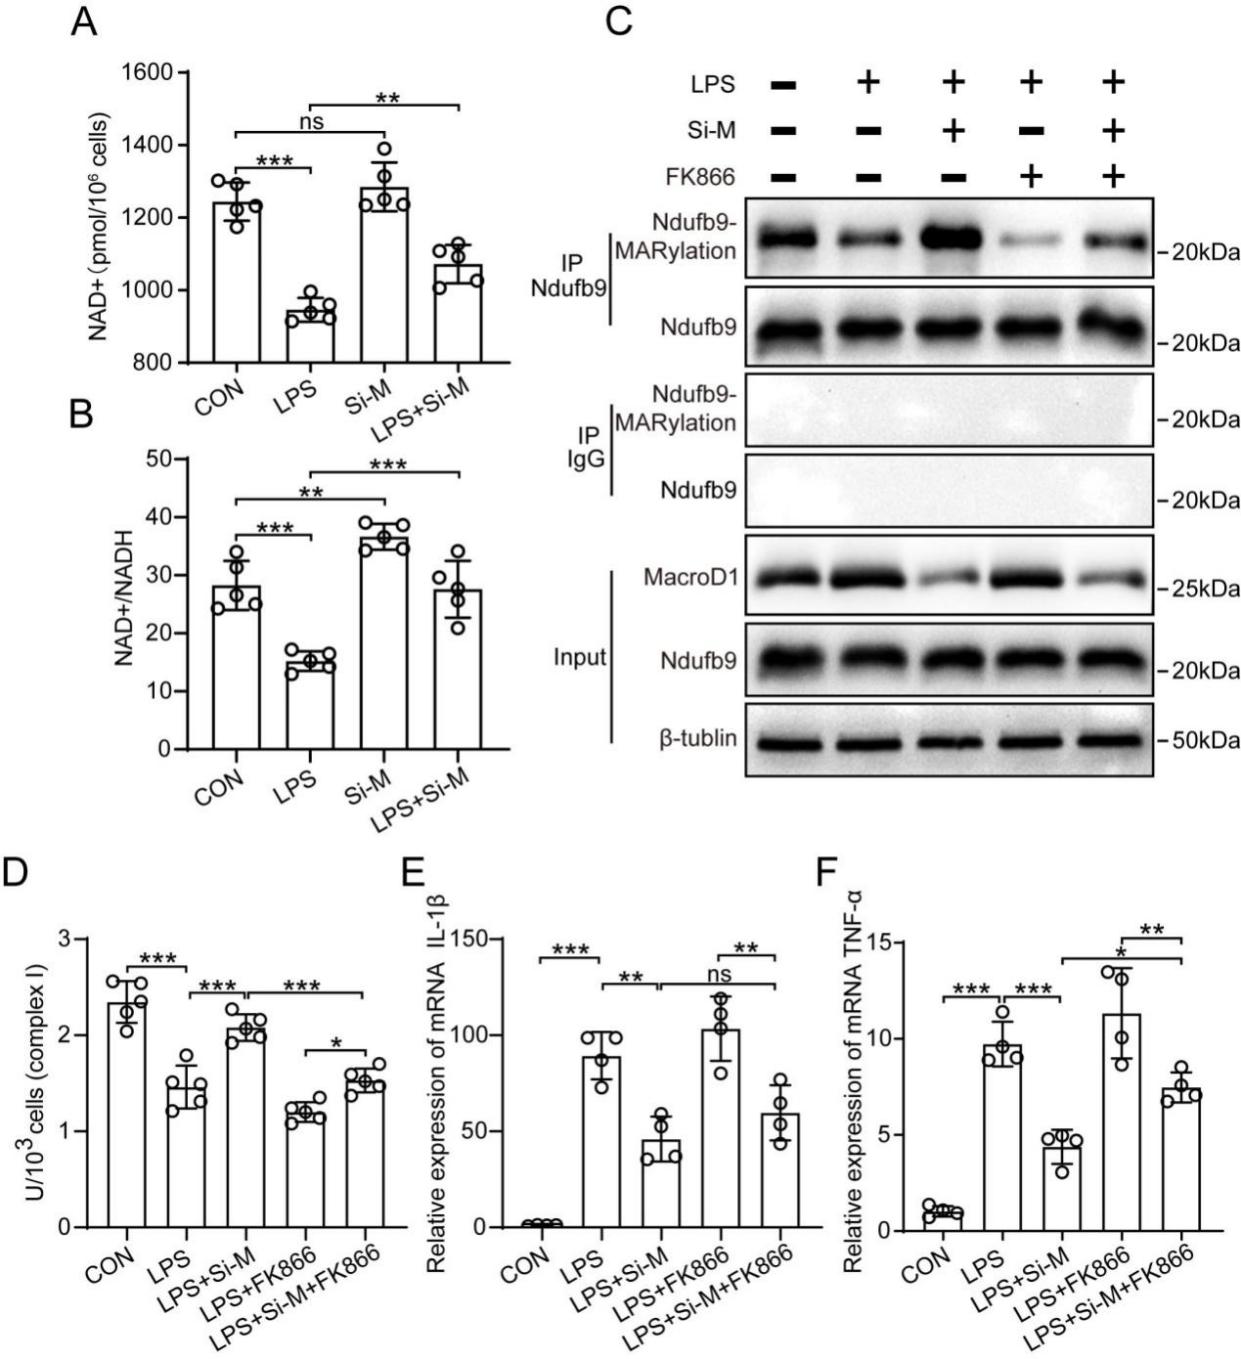 A
NAD+ (pmol/10⁶ cells)
1600
1400
1200
1000
800
**
ns
***
CON
LPS
Si-M
LPS+Si-M
B
NAD+/NADH
50
40
30
20
10
0
***
**
***
CON
LPS
Si-M
LPS+Si-M
C
LPS − + + + +
Si-M − − + − +
FK866 − − − + +
IP
Ndufb9
Ndufb9-
MARylation
20kDa
Ndufb9
20kDa
IP
IgG
Ndufb9-
MARylation
20kDa
Ndufb9
20kDa
Input
MacroD1
25kDa
Ndufb9
20kDa
β-tublin
50kDa
D
U/10³ cells (complex I)
3
2
1
0
***
***
***
*
CON
LPS
LPS+Si-M
LPS+FK866
LPS+Si-M+FK866
E
Relative expression of mRNA IL-1β
150
100
50
0
***
**
**
ns
CON
LPS
LPS+Si-M
LPS+FK866
LPS+Si-M+FK866
F
Relative expression of mRNA TNF-α
15
10
5
0
**
*
***
***
CON
LPS
LPS+Si-M
LPS+FK866
LPS+Si-M+FK866